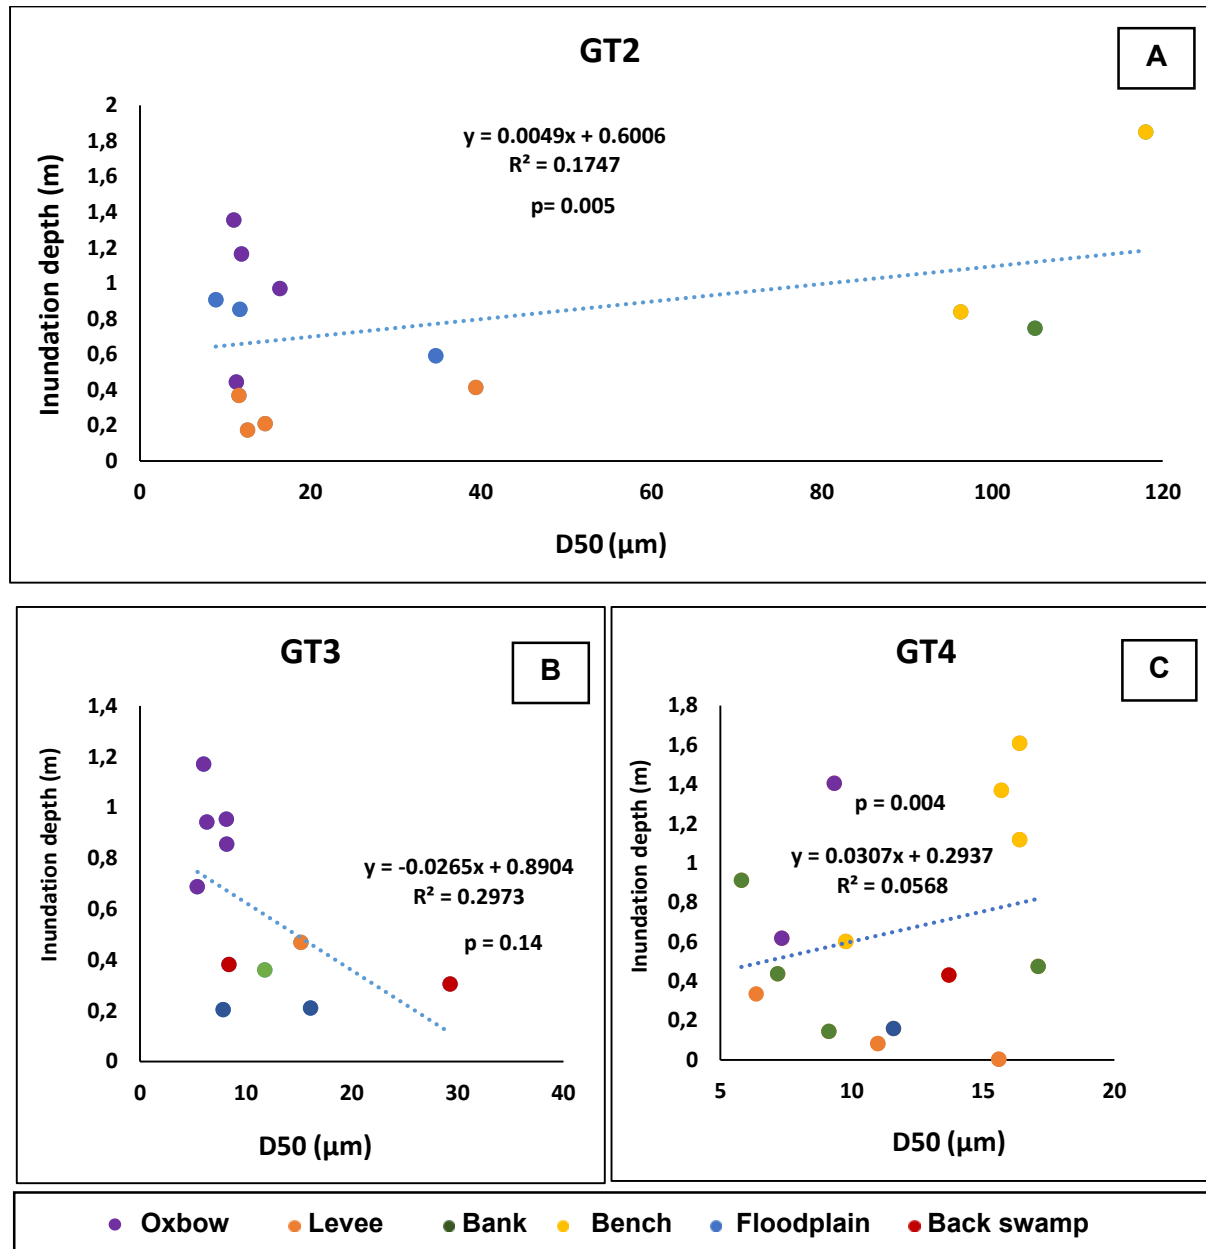 GT2
A
y = 0.0049x + 0.6006
R² = 0.1747
p= 0.005
Inundation depth (m)
2
1,8
1,6
1,4
1,2
1
0,8
0,6
0,4
0,2
0
0 20 40 60 80 100 120
D50 (µm)
GT3
B
Inundation depth (m)
1,4
1,2
1
0,8
0,6
0,4
0,2
0
y = -0.0265x + 0.8904
R² = 0.2973
p = 0.14
0 10 20 30 40
D50 (µm)
GT4
C
Inundation depth (m)
1,8
1,6
1,4
1,2
1
0,8
0,6
0,4
0,2
0
p = 0.004
y = 0.0307x + 0.2937
R² = 0.0568
5 10 15 20
D50 (µm)
Oxbow Levee Bank Bench Floodplain Back swamp